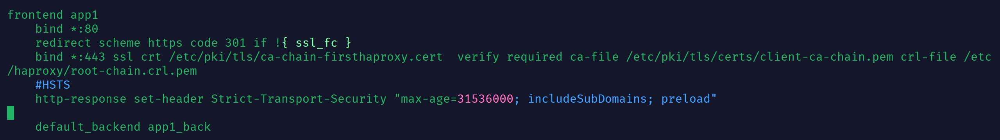 frontend app1
    bind *:80
    redirect scheme https code 301 if !{ ssl_fc }
    bind *:443 ssl crt /etc/pki/tls/ca-chain-firsthaproxy.cert  verify required ca-file /etc/pki/tls/certs/client-ca-chain.pem crl-file /etc
/haproxy/root-chain.crl.pem
    #HSTS
    http-response set-header Strict-Transport-Security "max-age=31536000; includeSubDomains; preload"
    default_backend app1_back